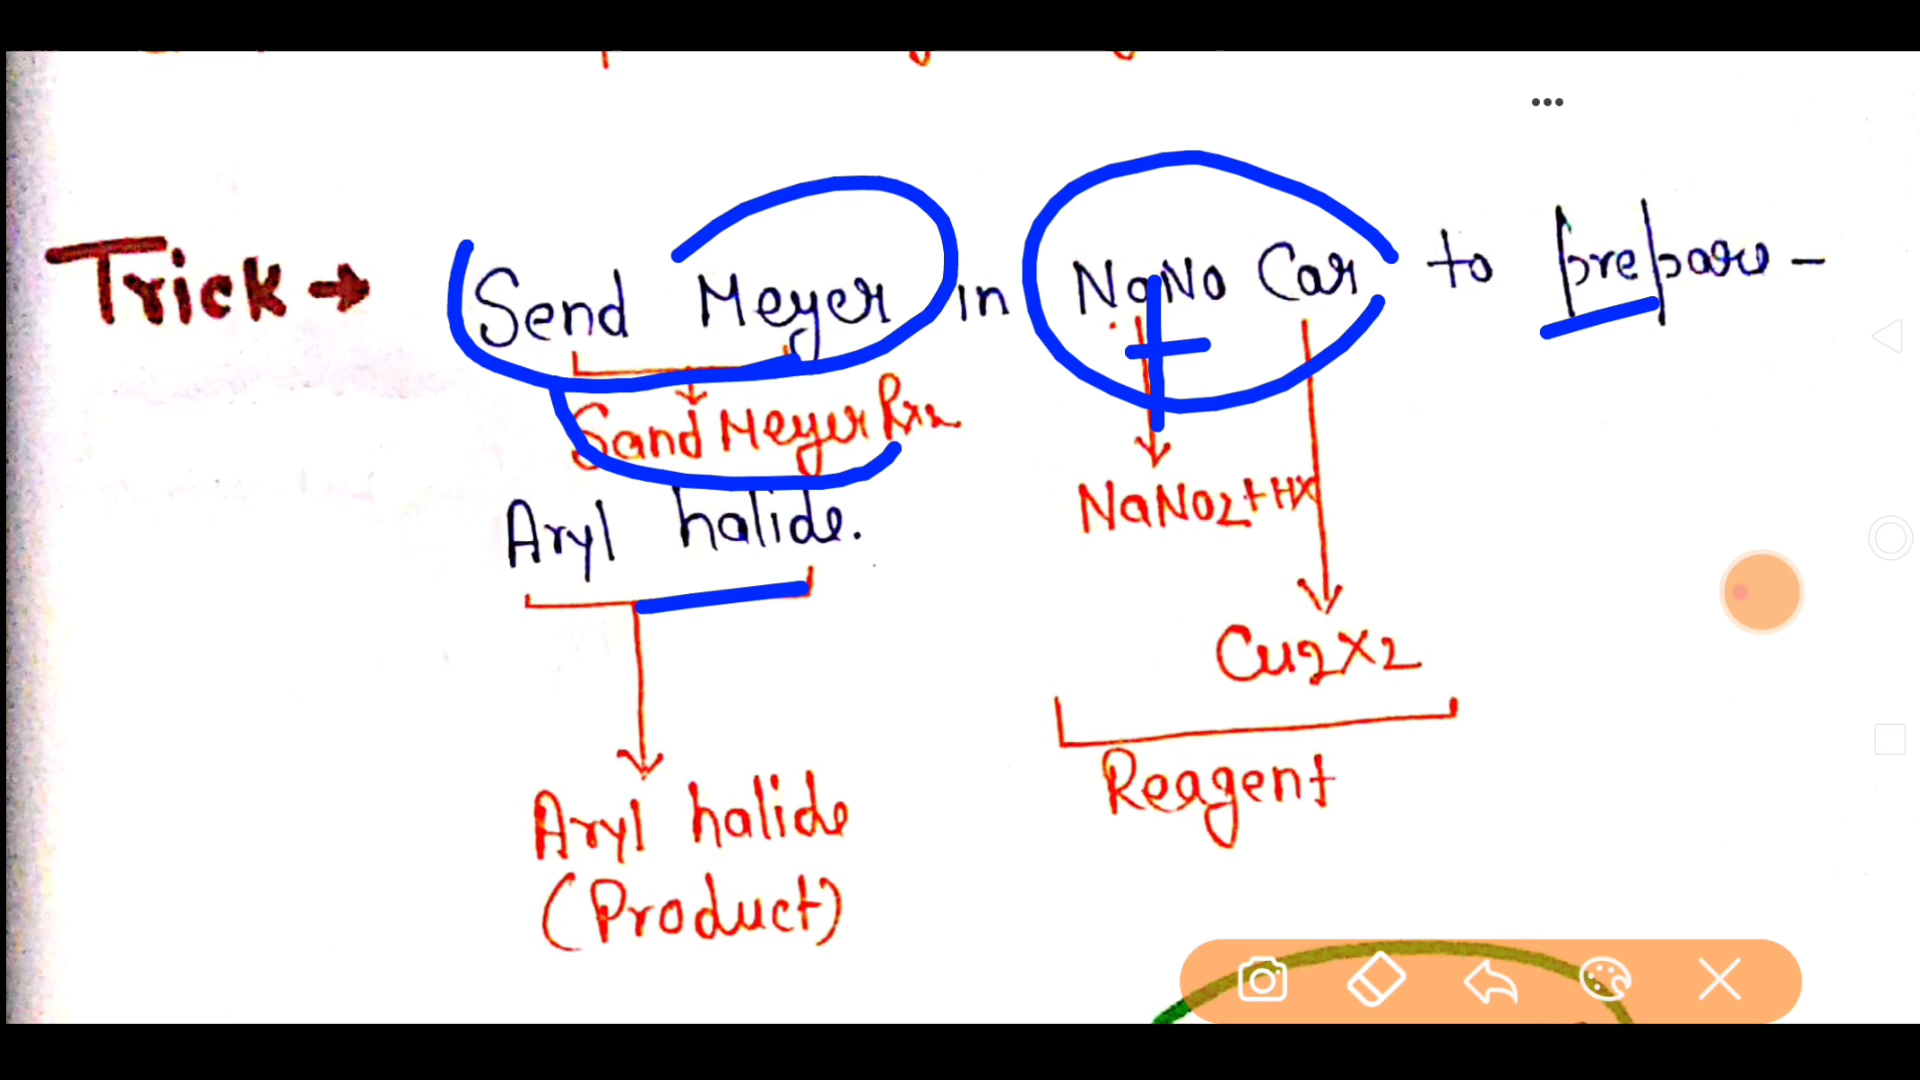 Trick → Send Meyer in NaNo Car to prepare -
Sand Meyer Rxn
Aryl halide.
NaNO2+HX
Cu2X2
Reagent
Aryl halide
(Product)